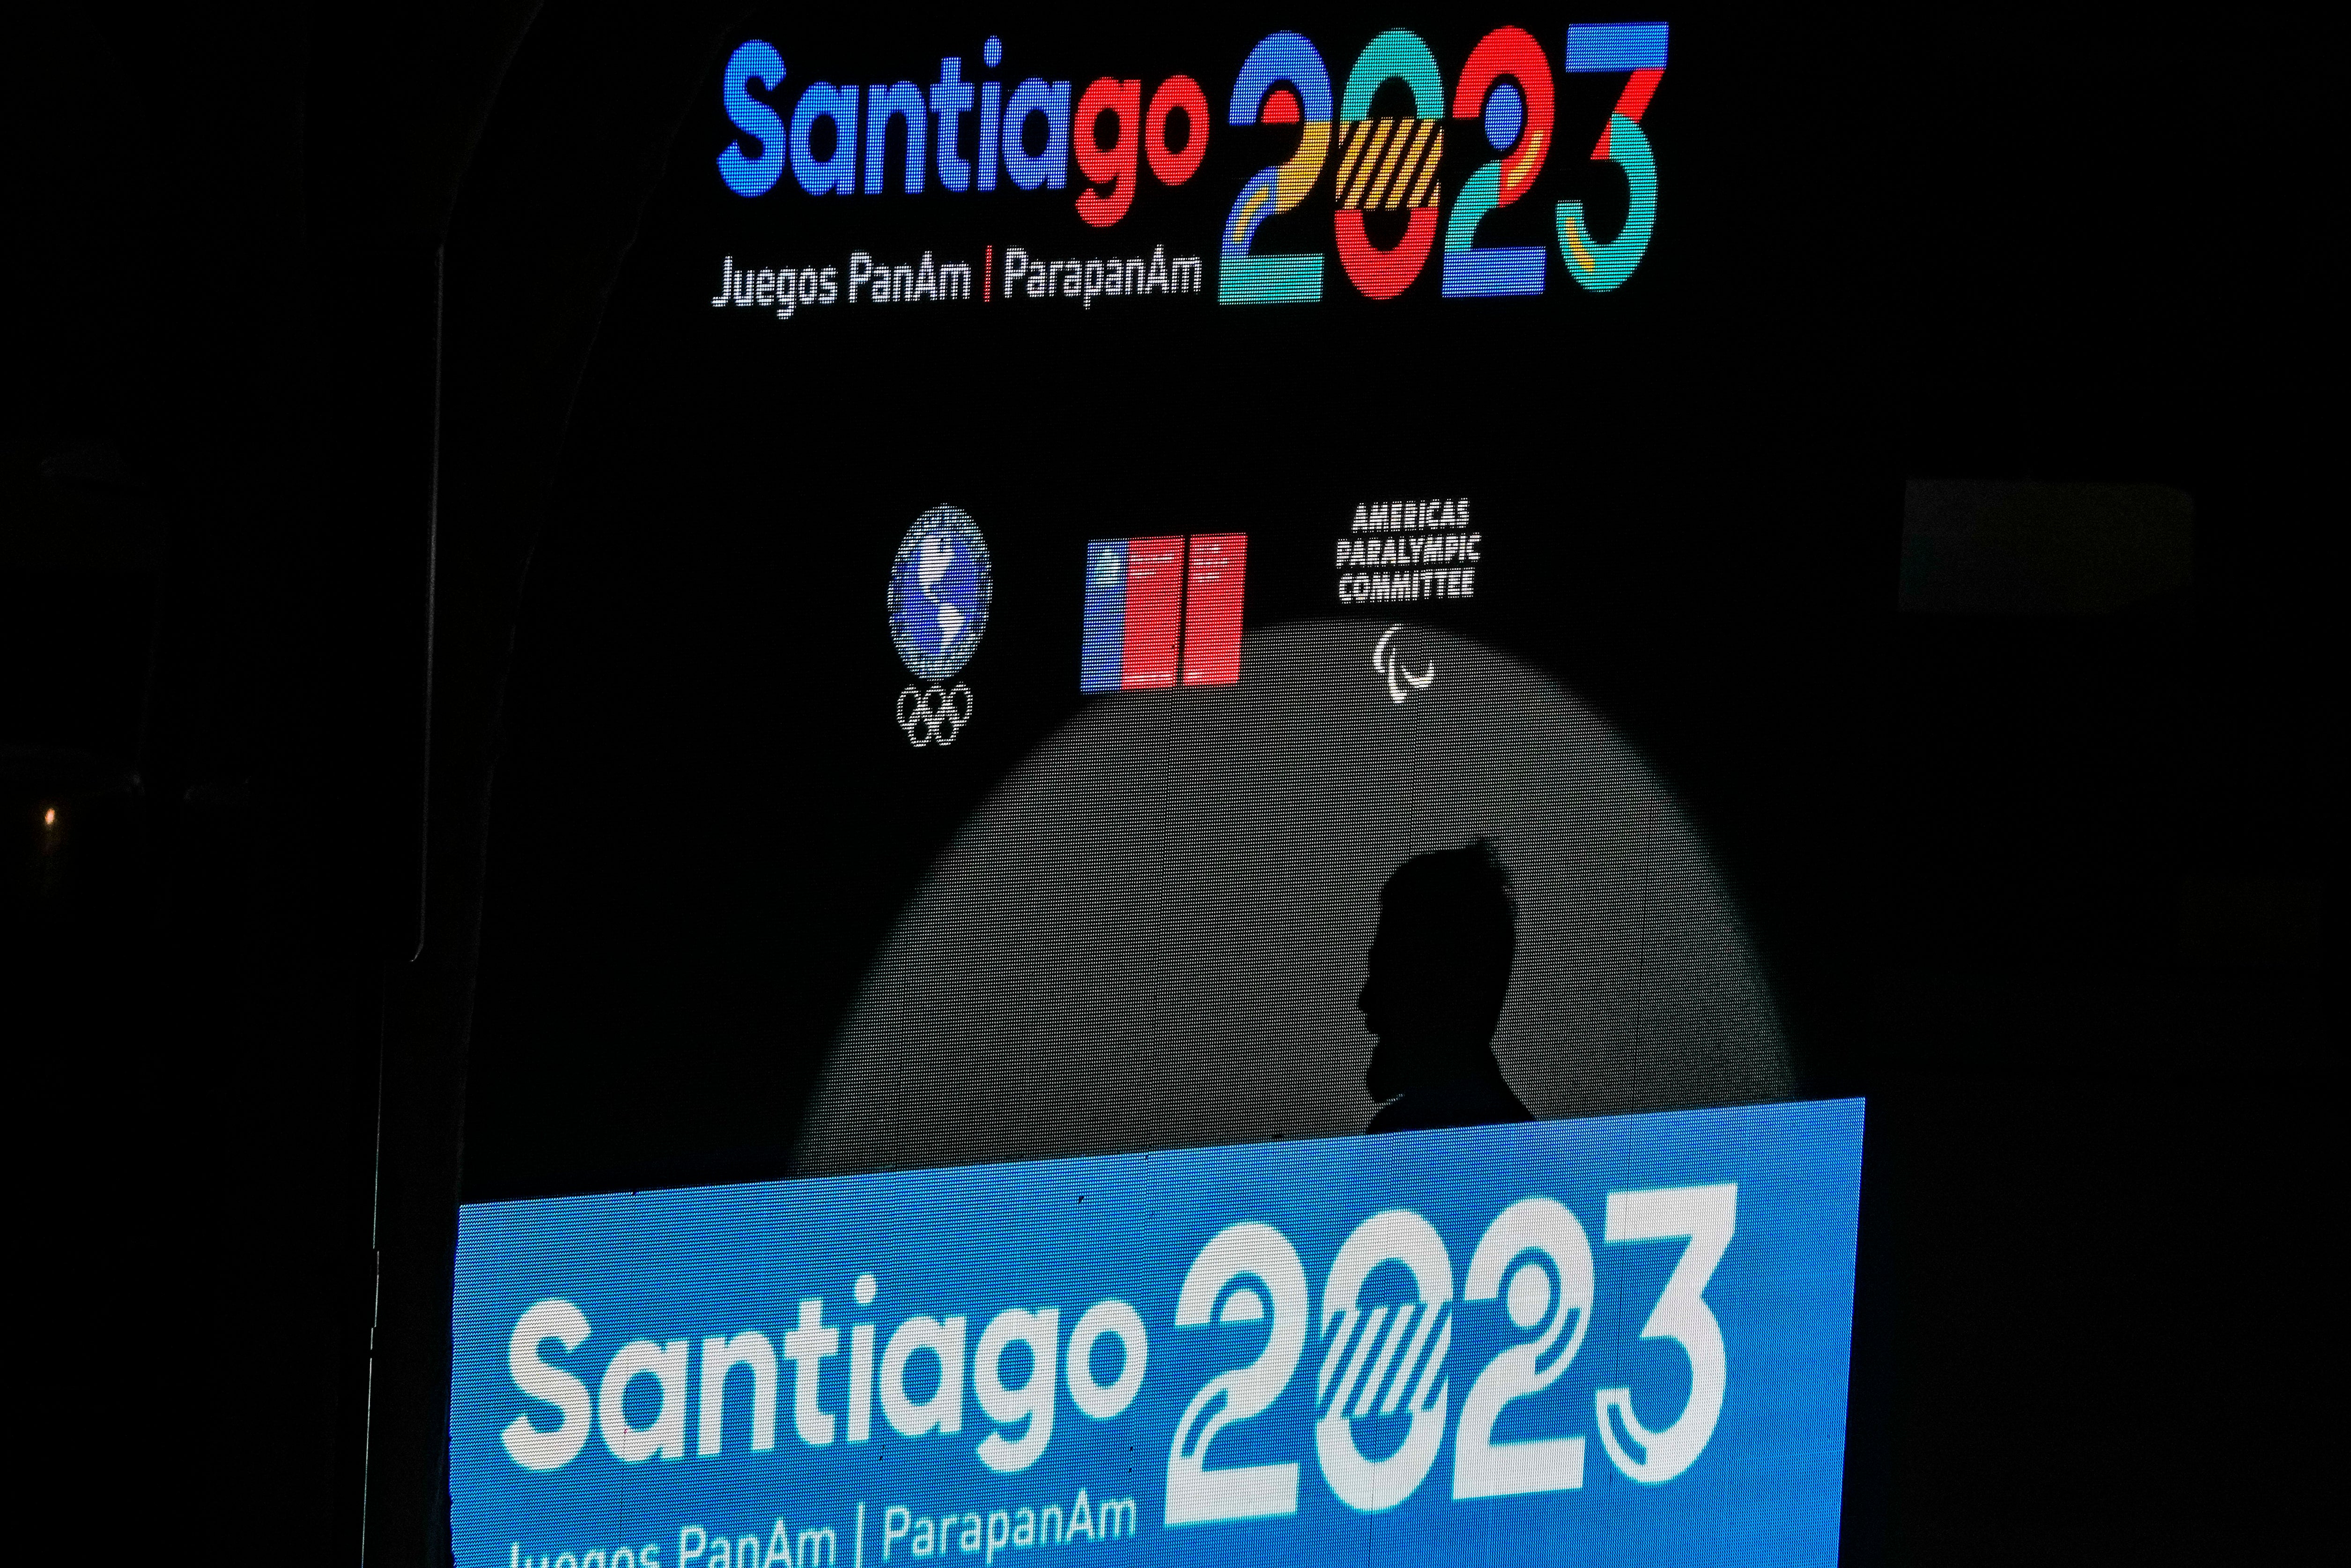 Santiago 2023
Juegos PanAm | ParapanAm
AMERICAS
PARALYMPIC
COMMITTEE
Santiago 2023
Juegos PanAm | ParapanAm